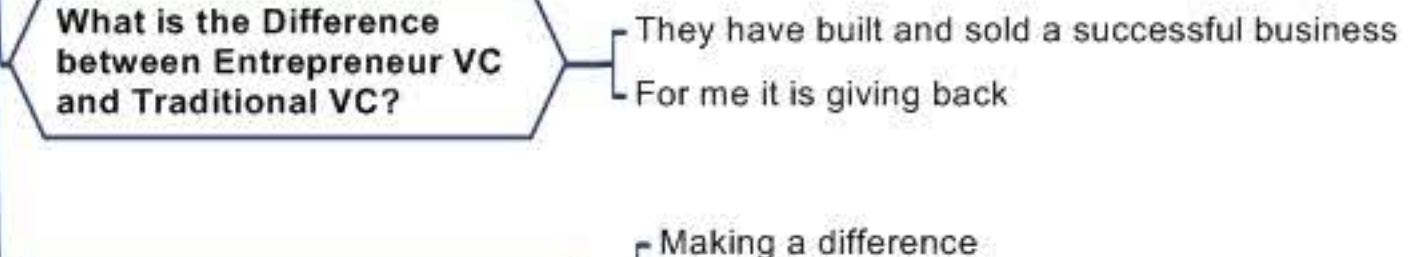 What is the Difference
between Entrepreneur VC
and Traditional VC?
They have built and sold a successful business
For me it is giving back
Making a difference